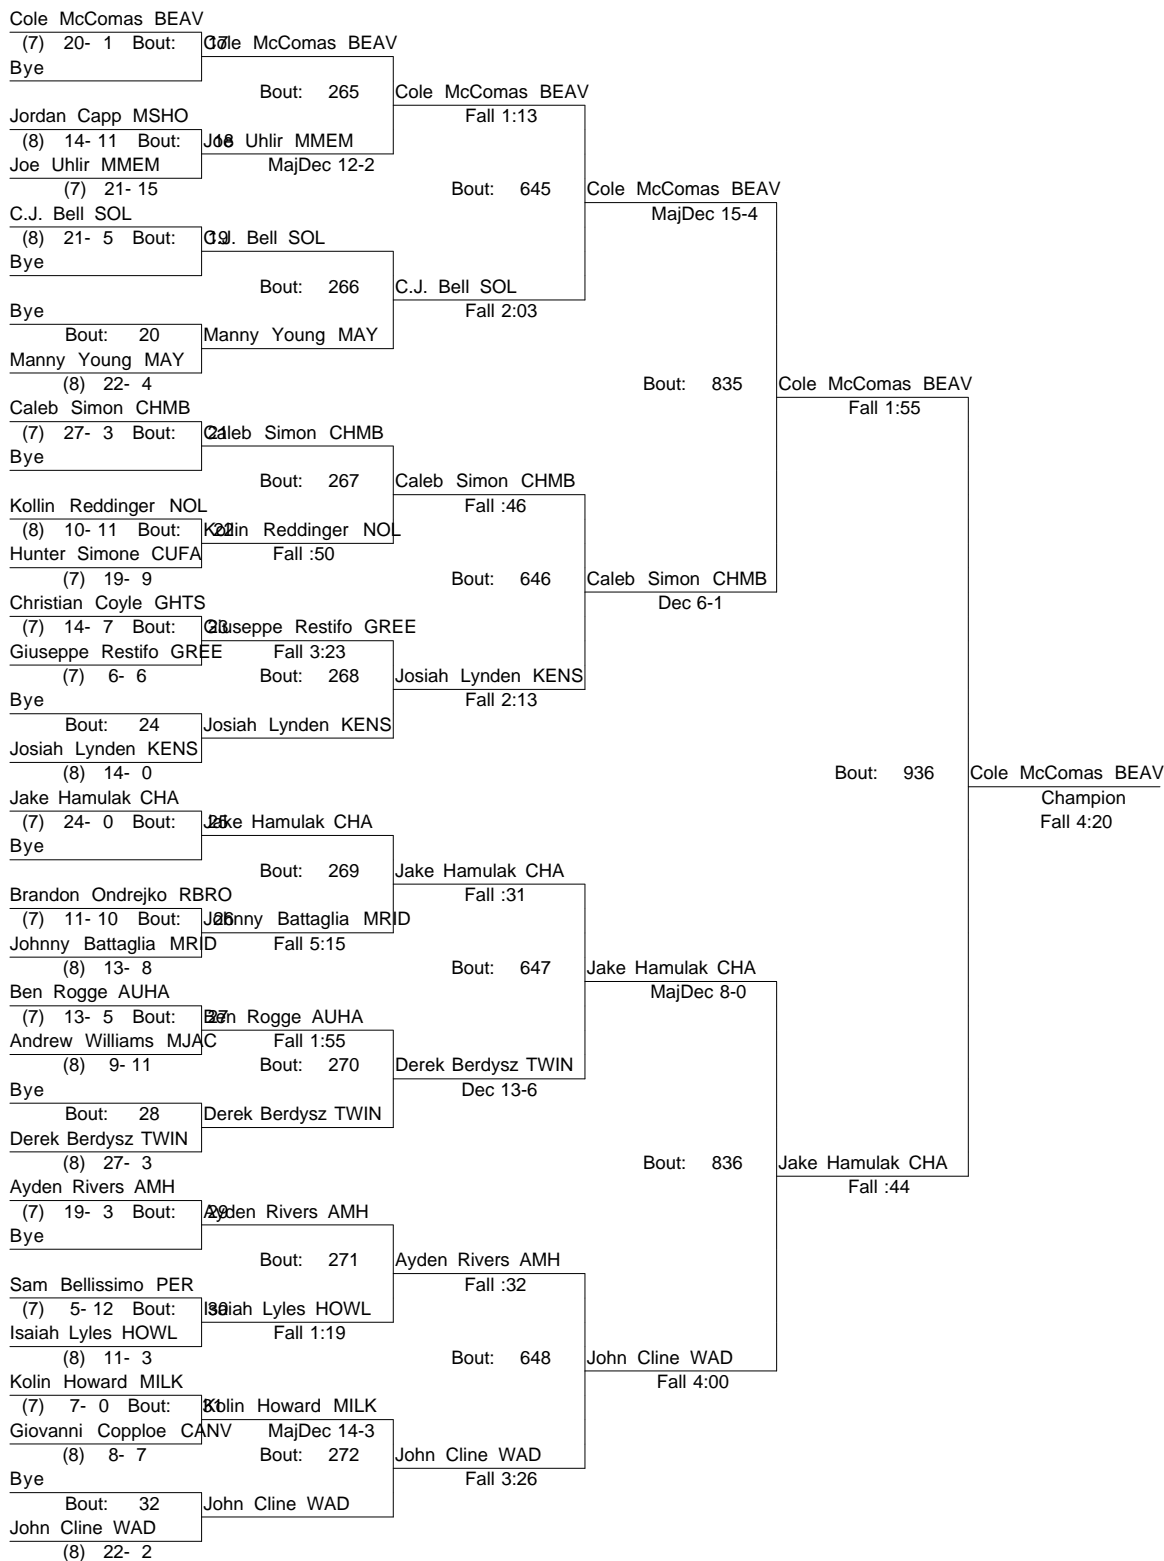 Cole McComas BEAV
(7) 20- 1 Bout: 17
Cole McComas BEAV
Bye
Bout: 265
Cole McComas BEAV
Fall 1:13
Jordan Capp MSHO
(8) 14- 11 Bout: 18
Joe Uhlir MMEM
MajDec 12-2
Joe Uhlir MMEM
(7) 21- 15
Bout: 645
Cole McComas BEAV
MajDec 15-4
C.J. Bell SOL
(8) 21- 5 Bout: 19
C.J. Bell SOL
Bye
Bout: 266
C.J. Bell SOL
Fall 2:03
Bye
Bout: 20
Manny Young MAY
Manny Young MAY
(8) 22- 4
Bout: 835
Cole McComas BEAV
Fall 1:55
Caleb Simon CHMB
(7) 27- 3 Bout: 21
Caleb Simon CHMB
Bye
Bout: 267
Caleb Simon CHMB
Fall :46
Kollin Reddinger NOL
(8) 10- 11 Bout: 22
Kollin Reddinger NOL
Fall :50
Hunter Simone CUFA
(7) 19- 9
Bout: 646
Caleb Simon CHMB
Dec 6-1
Christian Coyle GHTS
(7) 14- 7 Bout: 23
Giuseppe Restifo GREE
Fall 3:23
Giuseppe Restifo GREE
(7) 6- 6
Bout: 268
Josiah Lynden KENS
Fall 2:13
Bye
Bout: 24
Josiah Lynden KENS
Josiah Lynden KENS
(8) 14- 0
Bout: 936
Cole McComas BEAV
Champion
Fall 4:20
Jake Hamulak CHA
(7) 24- 0 Bout: 25
Jake Hamulak CHA
Bye
Bout: 269
Jake Hamulak CHA
Fall :31
Brandon Ondrejko RBRO
(7) 11- 10 Bout: 26
Johnny Battaglia MRID
Fall 5:15
Johnny Battaglia MRID
(8) 13- 8
Bout: 647
Jake Hamulak CHA
MajDec 8-0
Ben Rogge AUHA
(7) 13- 5 Bout: 27
Ben Rogge AUHA
Fall 1:55
Andrew Williams MJAC
(8) 9- 11
Bout: 270
Derek Berdysz TWIN
Dec 13-6
Bye
Bout: 28
Derek Berdysz TWIN
Derek Berdysz TWIN
(8) 27- 3
Bout: 836
Jake Hamulak CHA
Fall :44
Ayden Rivers AMH
(7) 19- 3 Bout: 29
Ayden Rivers AMH
Bye
Bout: 271
Ayden Rivers AMH
Fall :32
Sam Bellissimo PER
(7) 5- 12 Bout: 30
Isaiah Lyles HOWL
Fall 1:19
Isaiah Lyles HOWL
(8) 11- 3
Bout: 648
John Cline WAD
Fall 4:00
Kolin Howard MILK
(7) 7- 0 Bout: 31
Kolin Howard MILK
MajDec 14-3
Giovanni Copploe CANV
(8) 8- 7
Bout: 272
John Cline WAD
Fall 3:26
Bye
Bout: 32
John Cline WAD
John Cline WAD
(8) 22- 2